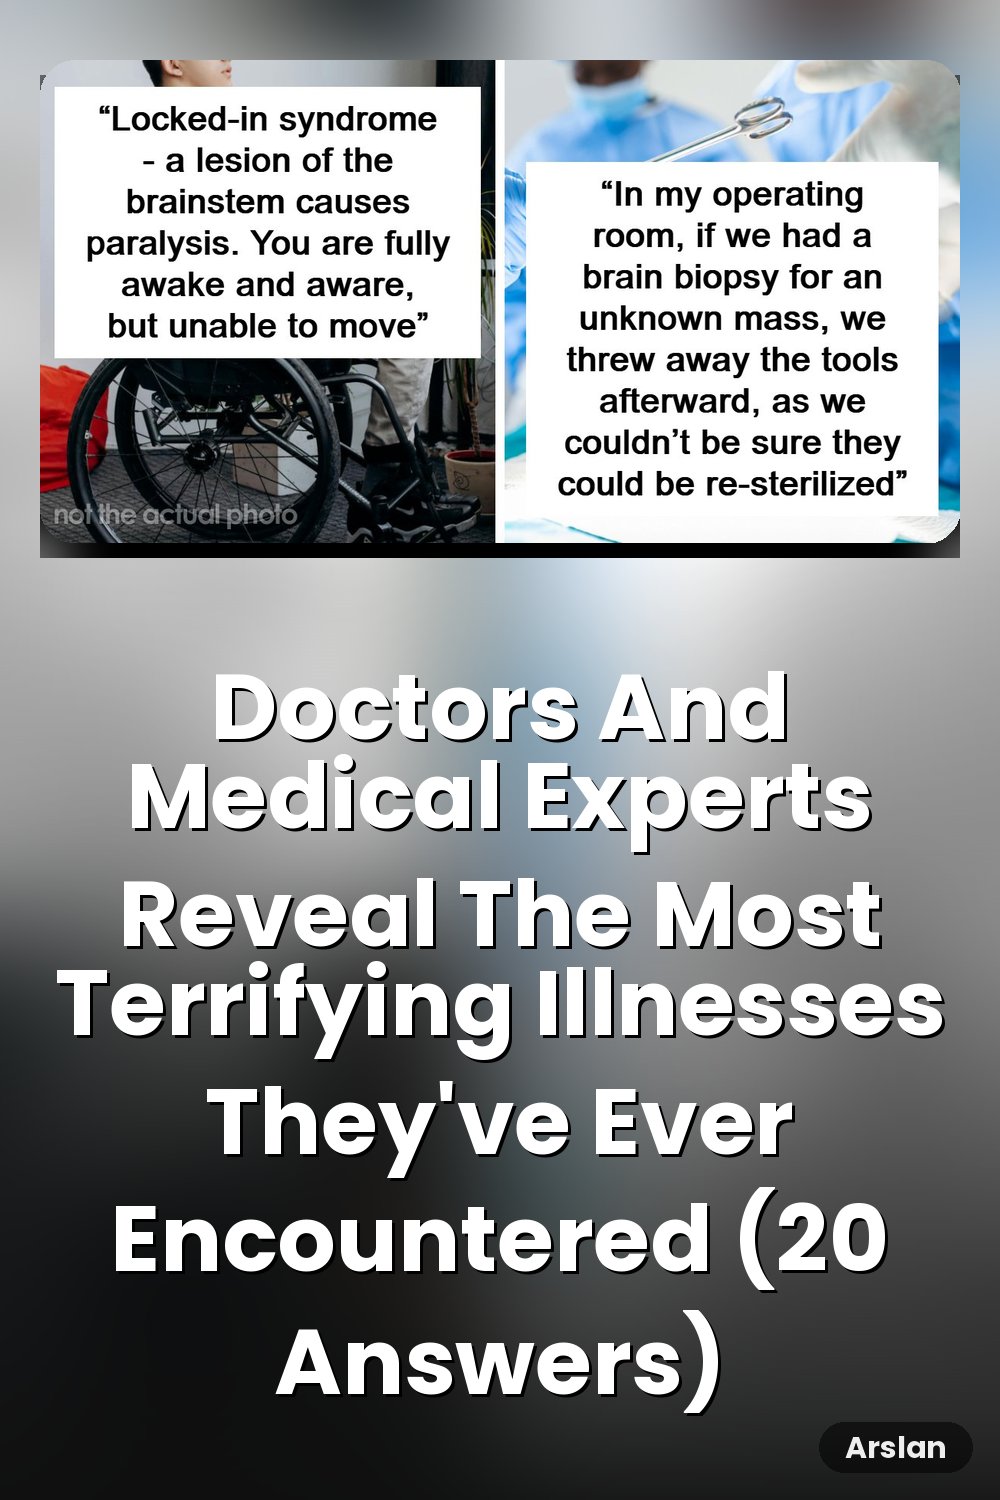 “Locked-in syndrome
- a lesion of the
brainstem causes
paralysis. You are fully
awake and aware,
but unable to move”
not the actual photo
“In my operating
room, if we had a
brain biopsy for an
unknown mass, we
threw away the tools
afterward, as we
couldn’t be sure they
could be re-sterilized”
Doctors And
Medical Experts
Reveal The Most
Terrifying Illnesses
They've Ever
Encountered (20
Answers)
Arslan